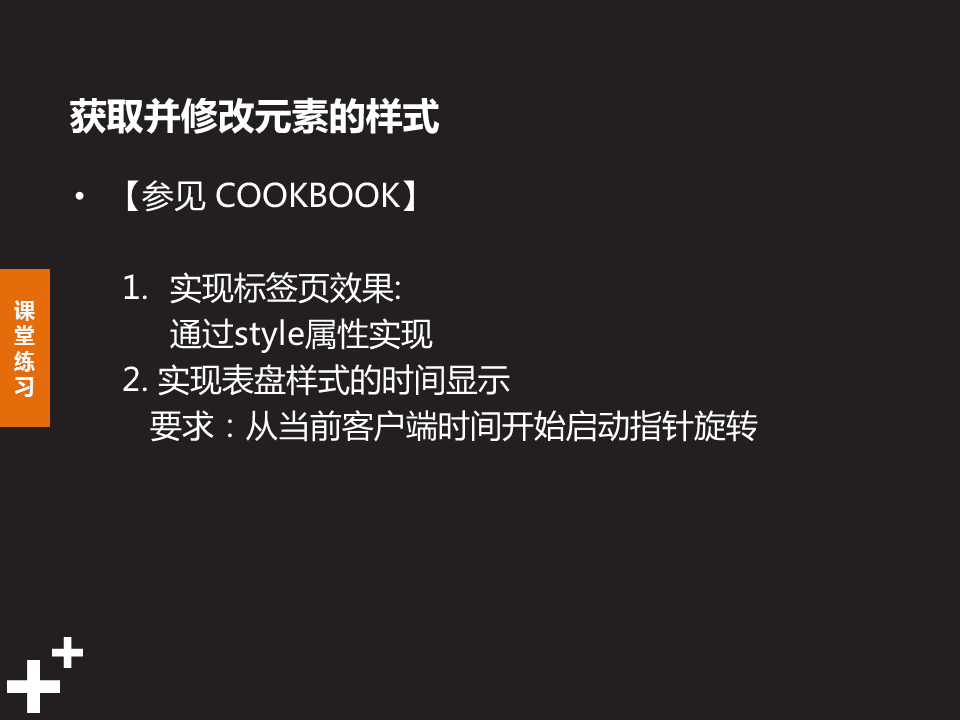 获取并修改元素的样式
• 【参见 COOKBOOK】
1. 实现标签页效果:
通过style属性实现
2. 实现表盘样式的时间显示
要求：从当前客户端时间开始启动指针旋转
课
堂
练
习